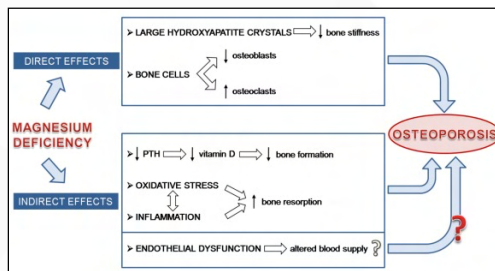 ➤ LARGE HYDROXYAPATITE CRYSTALS ⇨ ↓ bone stiffness
↓ osteoblasts
➤ BONE CELLS
↑ osteoclasts
DIRECT EFFECTS
MAGNESIUM
DEFICIENCY
INDIRECT EFFECTS
➤ ↓ PTH ⇨ ↓ vitamin D ⇨ ↓ bone formation
➤ OXIDATIVE STRESS
↑ bone resorption
➤ INFLAMMATION
➤ ENDOTHELIAL DYSFUNCTION ⇨ altered blood supply ?
OSTEOPOROSIS
?